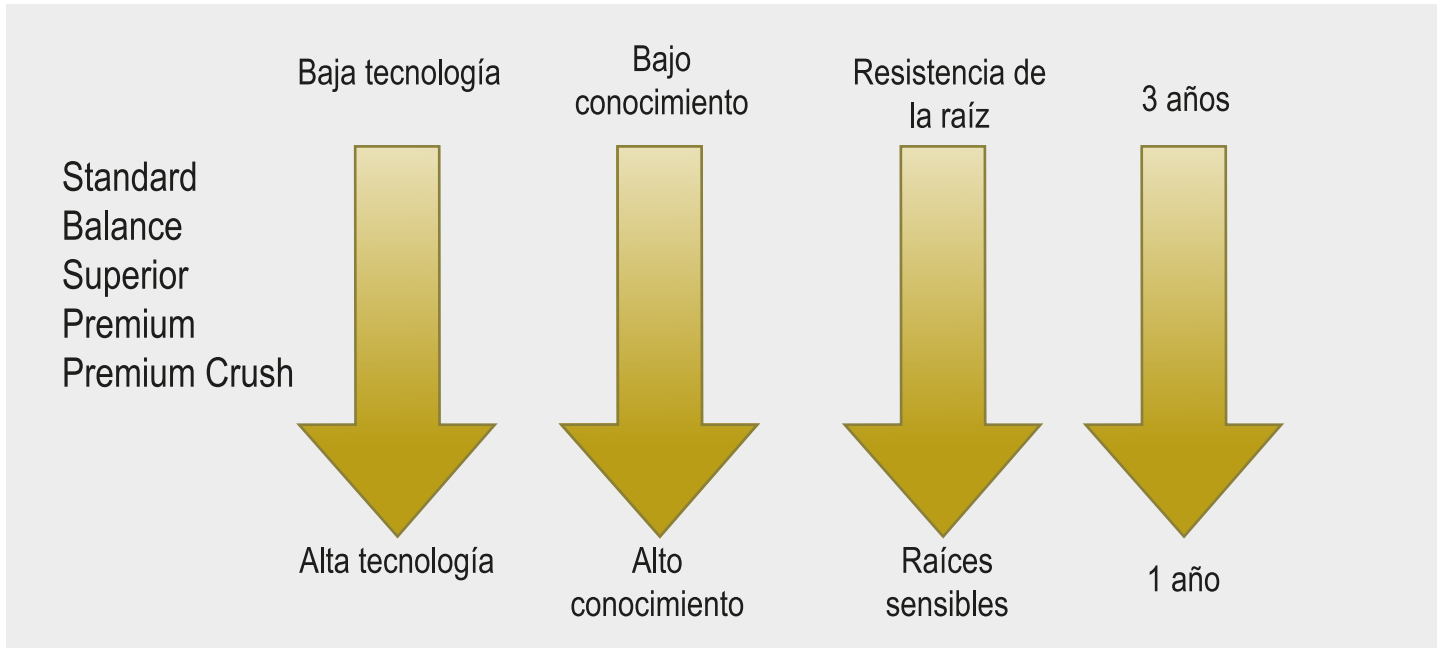 Baja tecnología
Bajo
conocimiento
Resistencia de
la raíz
3 años
Standard
Balance
Superior
Premium
Premium Crush
Alta tecnología
Alto
conocimiento
Raíces
sensibles
1 año